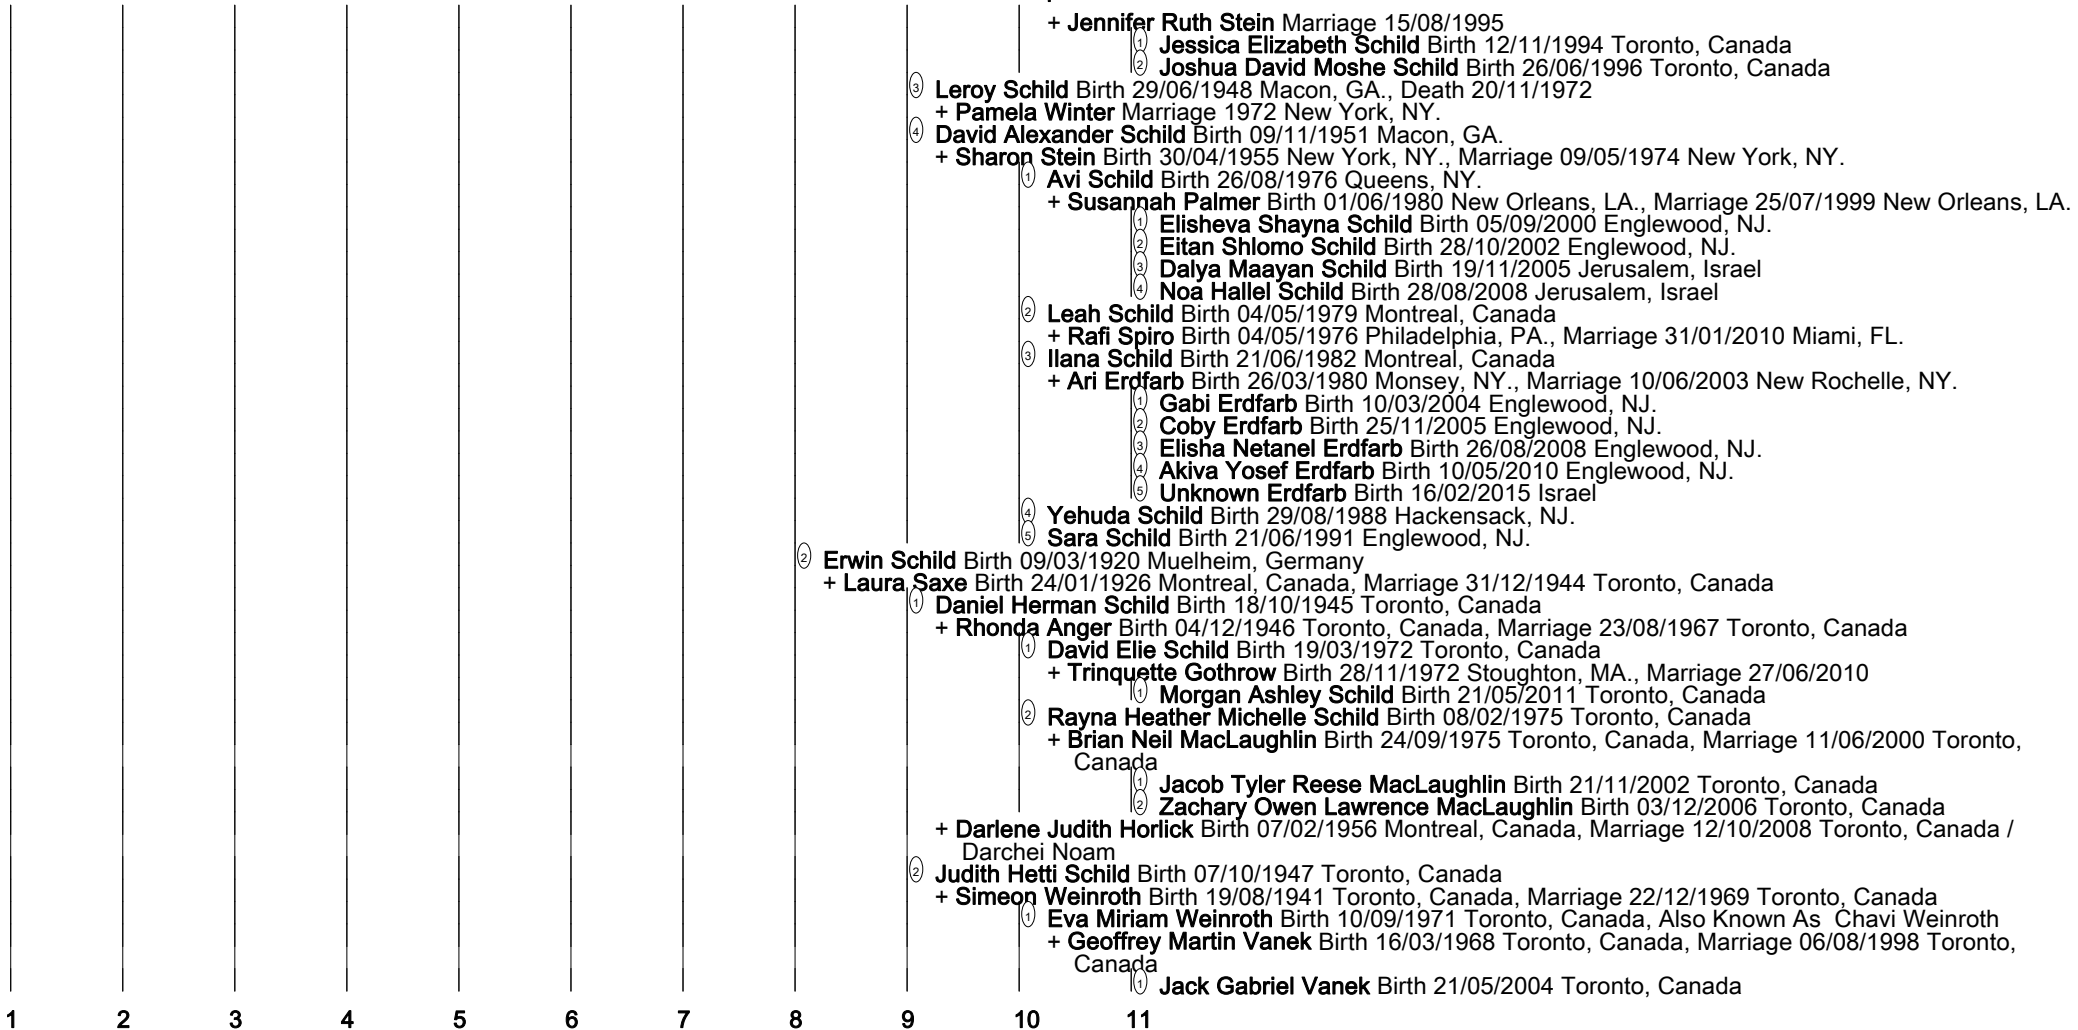 + Jennifer Ruth Stein Marriage 15/08/1995
1 Jessica Elizabeth Schild Birth 12/11/1994 Toronto, Canada
2 Joshua David Moshe Schild Birth 26/06/1996 Toronto, Canada
3 Leroy Schild Birth 29/06/1948 Macon, GA., Death 20/11/1972
+ Pamela Winter Marriage 1972 New York, NY.
4 David Alexander Schild Birth 09/11/1951 Macon, GA.
+ Sharon Stein Birth 30/04/1955 New York, NY., Marriage 09/05/1974 New York, NY.
1 Avi Schild Birth 26/08/1976 Queens, NY.
+ Susannah Palmer Birth 01/06/1980 New Orleans, LA., Marriage 25/07/1999 New Orleans, LA.
1 Elisheva Shayna Schild Birth 05/09/2000 Englewood, NJ.
2 Eitan Shlomo Schild Birth 28/10/2002 Englewood, NJ.
3 Dalya Maayan Schild Birth 19/11/2005 Jerusalem, Israel
4 Noa Hallel Schild Birth 28/08/2008 Jerusalem, Israel
2 Leah Schild Birth 04/05/1979 Montreal, Canada
+ Rafi Spiro Birth 04/05/1976 Philadelphia, PA., Marriage 31/01/2010 Miami, FL.
3 Ilana Schild Birth 21/06/1982 Montreal, Canada
+ Ari Erdfarb Birth 26/03/1980 Monsey, NY., Marriage 10/06/2003 New Rochelle, NY.
1 Gabi Erdfarb Birth 10/03/2004 Englewood, NJ.
2 Coby Erdfarb Birth 25/11/2005 Englewood, NJ.
3 Elisha Netanel Erdfarb Birth 26/08/2008 Englewood, NJ.
4 Akiva Yosef Erdfarb Birth 10/05/2010 Englewood, NJ.
5 Unknown Erdfarb Birth 16/02/2015 Israel
4 Yehuda Schild Birth 29/08/1988 Hackensack, NJ.
5 Sara Schild Birth 21/06/1991 Englewood, NJ.
2 Erwin Schild Birth 09/03/1920 Muelheim, Germany
+ Laura Saxe Birth 24/01/1926 Montreal, Canada, Marriage 31/12/1944 Toronto, Canada
1 Daniel Herman Schild Birth 18/10/1945 Toronto, Canada
+ Rhonda Anger Birth 04/12/1946 Toronto, Canada, Marriage 23/08/1967 Toronto, Canada
1 David Elie Schild Birth 19/03/1972 Toronto, Canada
+ Trinquette Gothrow Birth 28/11/1972 Stoughton, MA., Marriage 27/06/2010
1 Morgan Ashley Schild Birth 21/05/2011 Toronto, Canada
2 Rayna Heather Michelle Schild Birth 08/02/1975 Toronto, Canada
+ Brian Neil MacLaughlin Birth 24/09/1975 Toronto, Canada, Marriage 11/06/2000 Toronto,
Canada
1 Jacob Tyler Reese MacLaughlin Birth 21/11/2002 Toronto, Canada
2 Zachary Owen Lawrence MacLaughlin Birth 03/12/2006 Toronto, Canada
+ Darlene Judith Horlick Birth 07/02/1956 Montreal, Canada, Marriage 12/10/2008 Toronto, Canada /
Darchei Noam
2 Judith Hetti Schild Birth 07/10/1947 Toronto, Canada
+ Simeon Weinroth Birth 19/08/1941 Toronto, Canada, Marriage 22/12/1969 Toronto, Canada
1 Eva Miriam Weinroth Birth 10/09/1971 Toronto, Canada, Also Known As Chavi Weinroth
+ Geoffrey Martin Vanek Birth 16/03/1968 Toronto, Canada, Marriage 06/08/1998 Toronto,
Canada
1 Jack Gabriel Vanek Birth 21/05/2004 Toronto, Canada
1 2 3 4 5 6 7 8 9 10 11